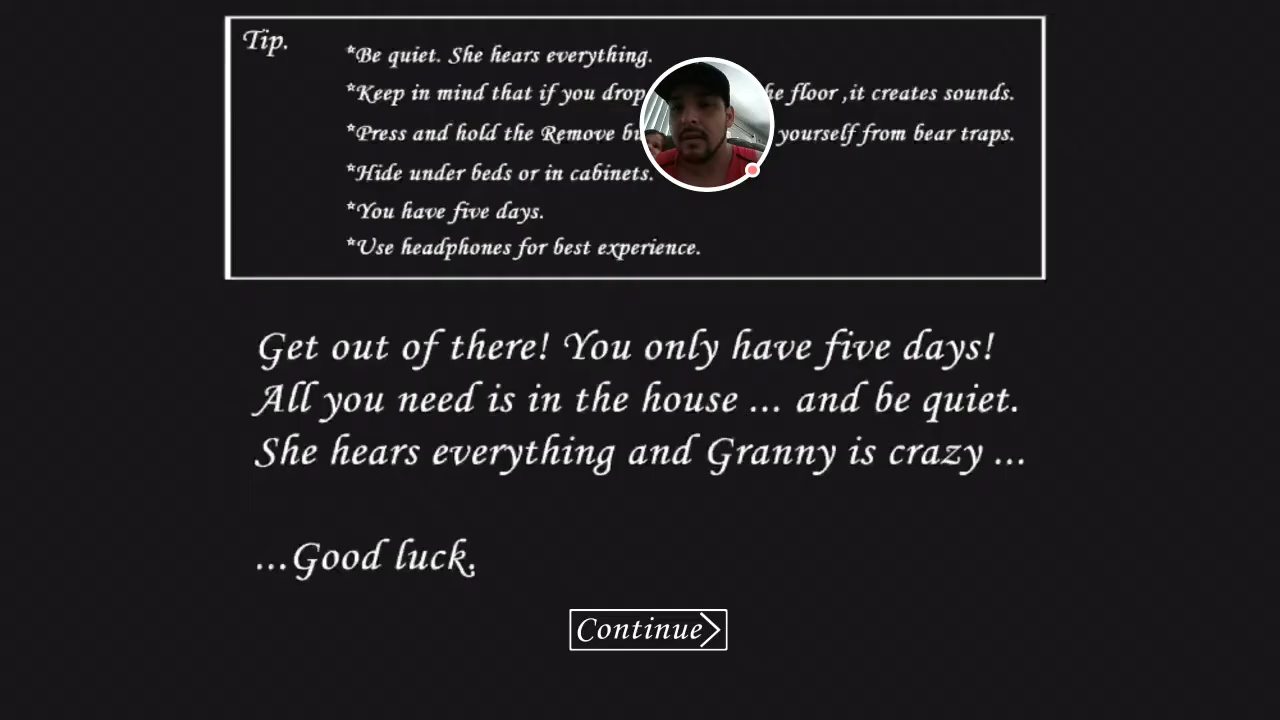 Tip.
*Be quiet. She hears everything.
*Keep in mind that if you drop he floor ,it creates sounds.
*Press and hold the Remove yourself from bear traps.
*Hide under beds or in cabinets.
*You have five days.
*Use headphones for best experience.
Get out of there! You only have five days!
All you need is in the house ... and be quiet.
She hears everything and Granny is crazy ...
...Good luck.
Continue